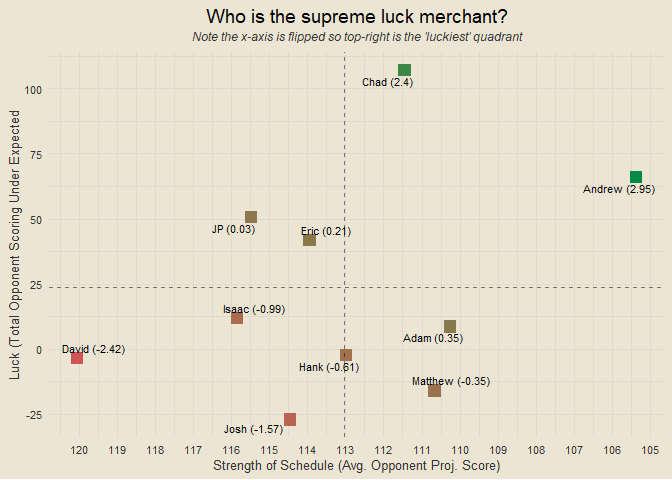 Who is the supreme luck merchant?
Note the x-axis is flipped so top-right is the 'luckiest' quadrant
Luck (Total Opponent Scoring Under Expected
100
75
50
25
0
-25
Chad (2.4)
Andrew (2.95)
JP (0.03)
Eric (0.21)
Isaac (-0.99)
Adam (0.35)
David (-2.42)
Hank (-0.61)
Matthew (-0.35)
Josh (-1.57)
120 119 118 117 116 115 114 113 112 111 110 109 108 107 106 105
Strength of Schedule (Avg. Opponent Proj. Score)